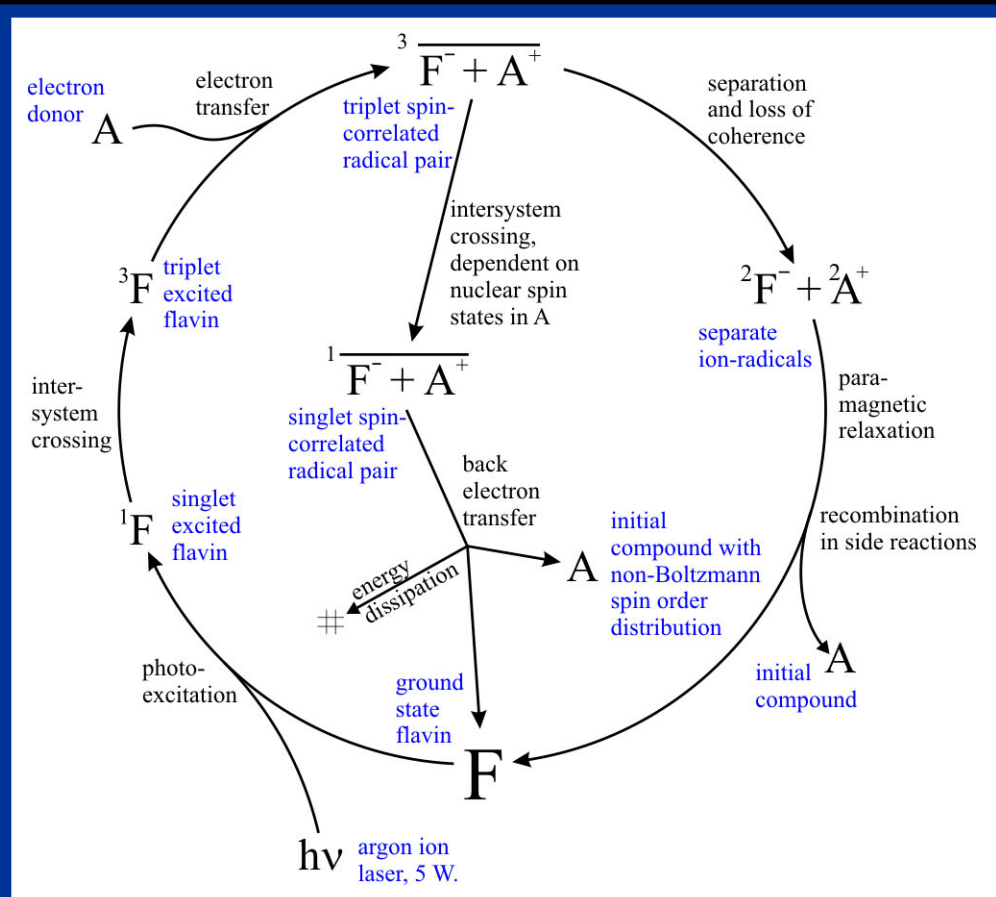 ³ F⁻ + A⁺
electron
donor A
electron
transfer
triplet spin-
correlated
radical pair
separation
and loss of
coherence
intersystem
crossing,
dependent on
nuclear spin
states in A
³F triplet
excited
flavin
²F⁻ + ²A⁺
separate
ion-radicals
¹ F⁻ + A⁺
singlet spin-
correlated
radical pair
inter-
system
crossing
para-
magnetic
relaxation
back
electron
transfer
¹F singlet
excited
flavin
initial
compound with
A non-Boltzmann
spin order
distribution
recombination
in side reactions
energy
dissipation
#
photo-
excitation
ground
state
flavin
initial A
compound
F
hν argon ion
laser, 5 W.